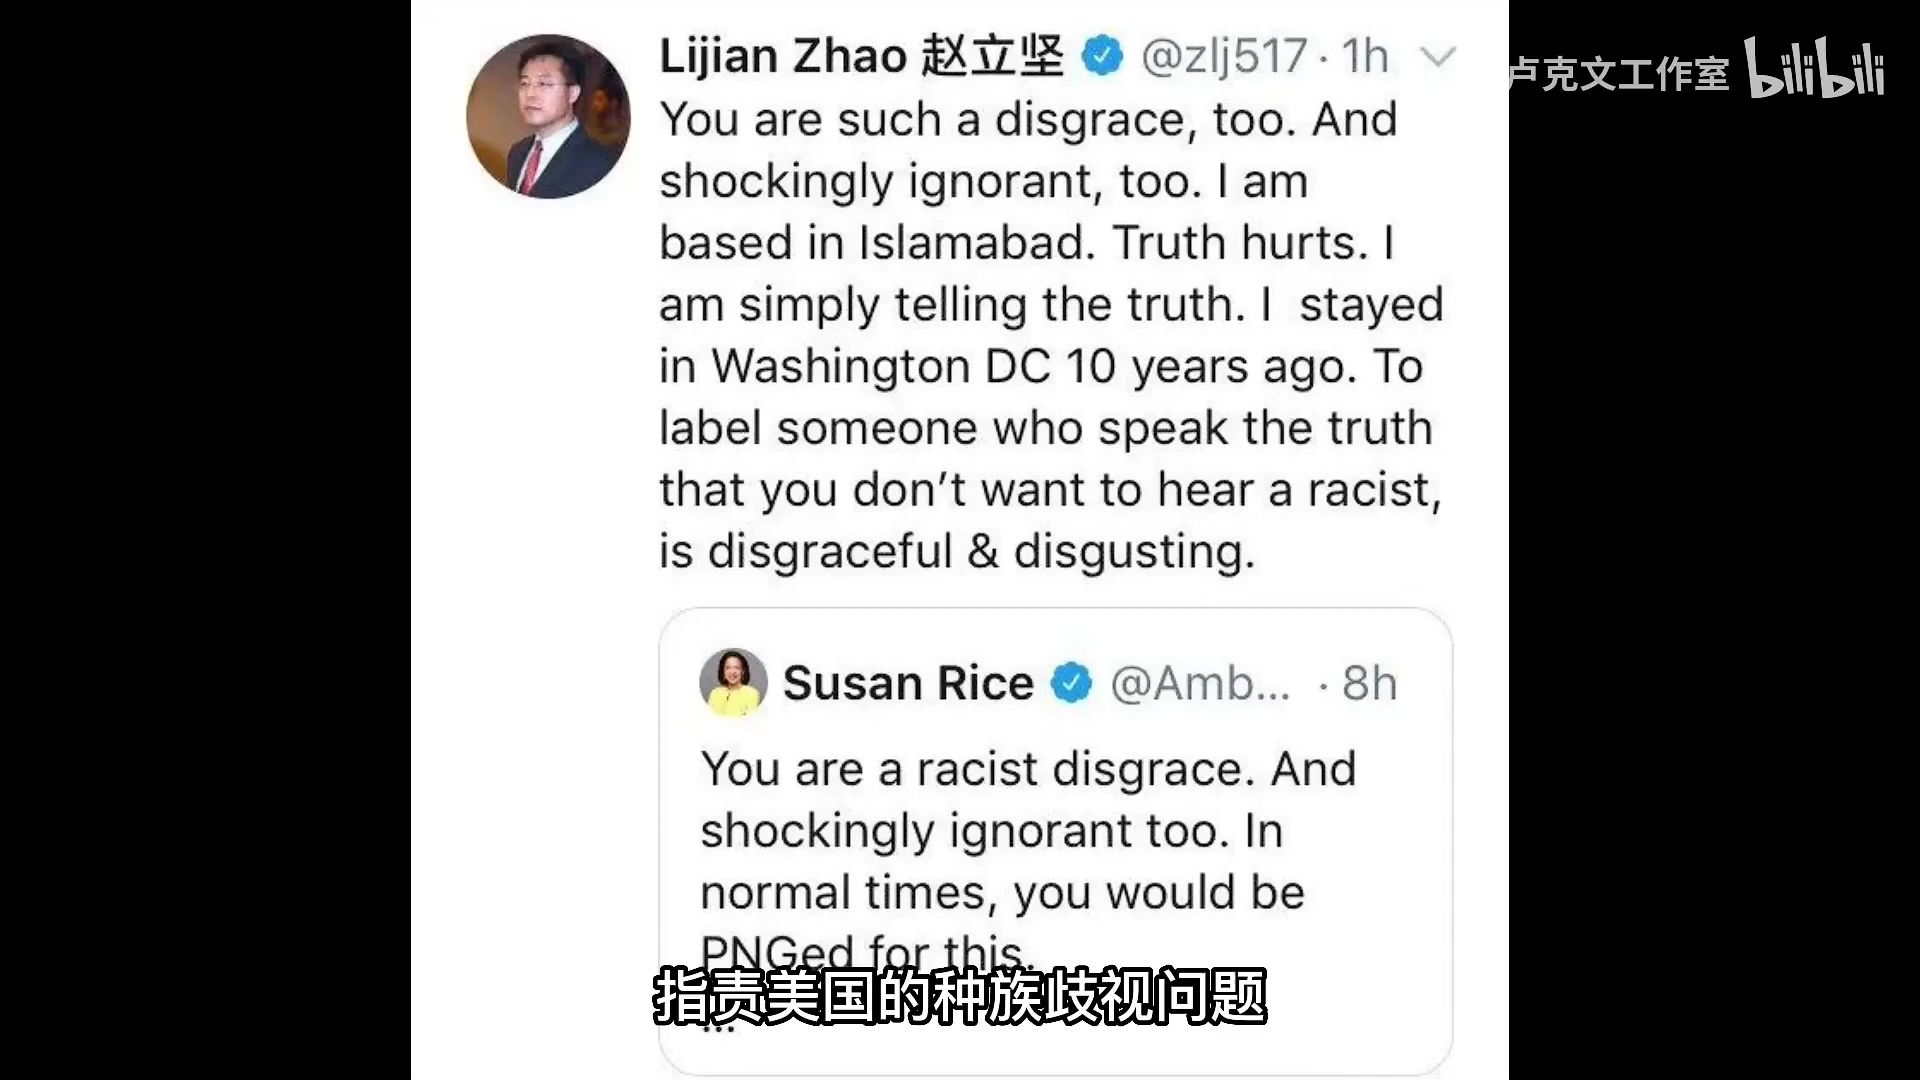 Lijian Zhao 赵立坚 @zlj517 · 1h
卢克文工作室 bilibili
You are such a disgrace, too. And
shockingly ignorant, too. I am
based in Islamabad. Truth hurts. I
am simply telling the truth. I stayed
in Washington DC 10 years ago. To
label someone who speak the truth
that you don't want to hear a racist,
is disgraceful & disgusting.
Susan Rice @Amb... · 8h
You are a racist disgrace. And
shockingly ignorant too. In
normal times, you would be
PNGed for this.
指责美国的种族歧视问题
...